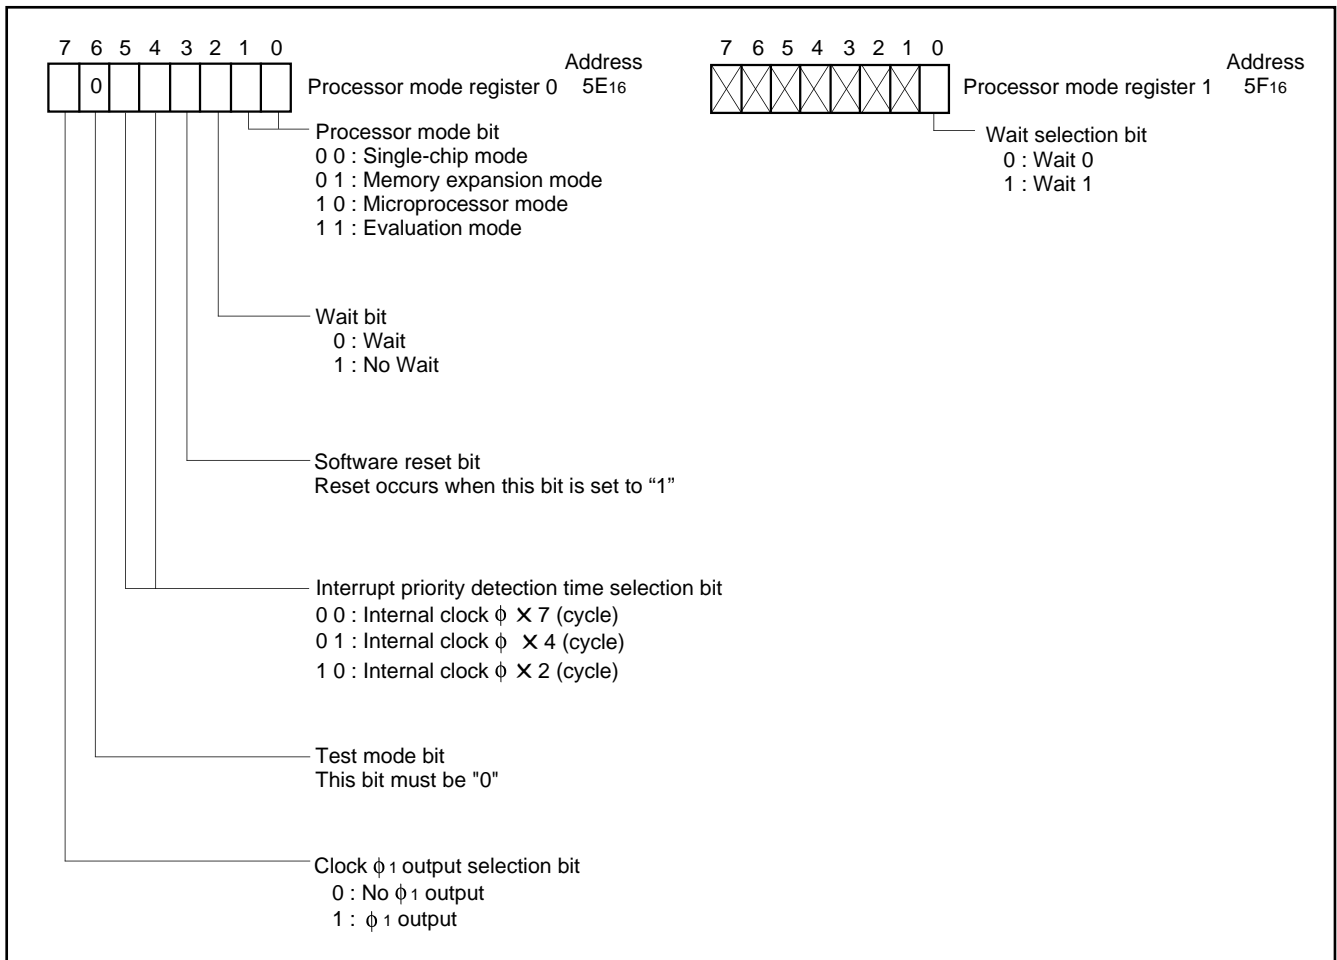 7 6 5 4 3 2 1 0
Address
0
Processor mode register 0 5E16
Processor mode bit
0 0 : Single-chip mode
0 1 : Memory expansion mode
1 0 : Microprocessor mode
1 1 : Evaluation mode
Wait bit
0 : Wait
1 : No Wait
Software reset bit
Reset occurs when this bit is set to “1”
Interrupt priority detection time selection bit
0 0 : Internal clock ϕ × 7 (cycle)
0 1 : Internal clock ϕ × 4 (cycle)
1 0 : Internal clock ϕ × 2 (cycle)
Test mode bit
This bit must be "0"
Clock ϕ 1 output selection bit
0 : No ϕ 1 output
1 : ϕ 1 output
7 6 5 4 3 2 1 0
Address
Processor mode register 1 5F16
Wait selection bit
0 : Wait 0
1 : Wait 1